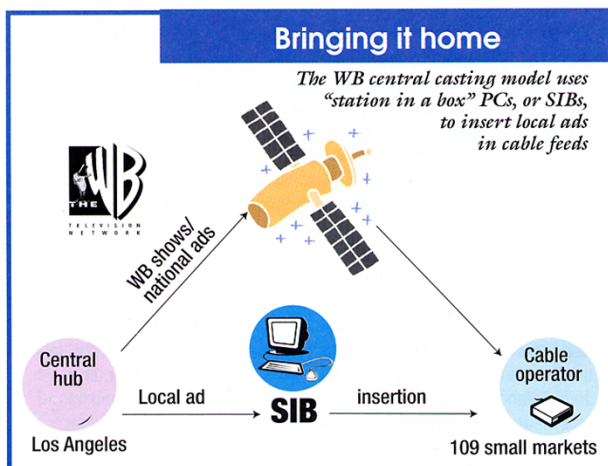 Bringing it home
The WB central casting model uses
“station in a box” PCs, or SIBs,
to insert local ads
in cable feeds
THE
WB
TELEVISION
NETWORK
WB shows/
national ads
Central
hub
Los Angeles
Local ad
SIB
insertion
Cable
operator
109 small markets